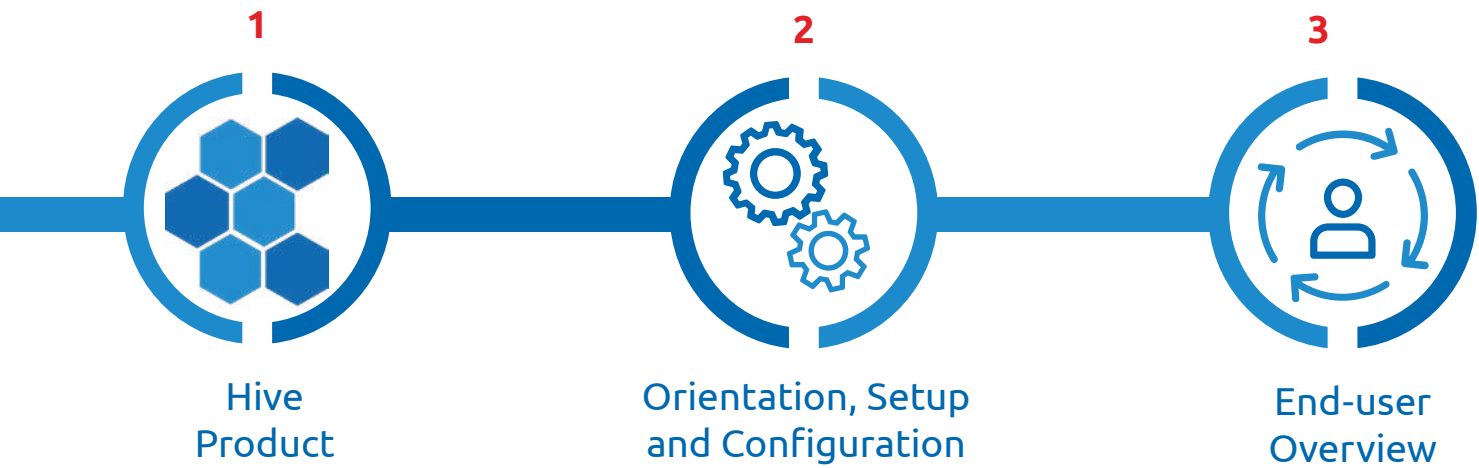 1
2
3
Hive
Product
Orientation, Setup
and Configuration
End-user
Overview